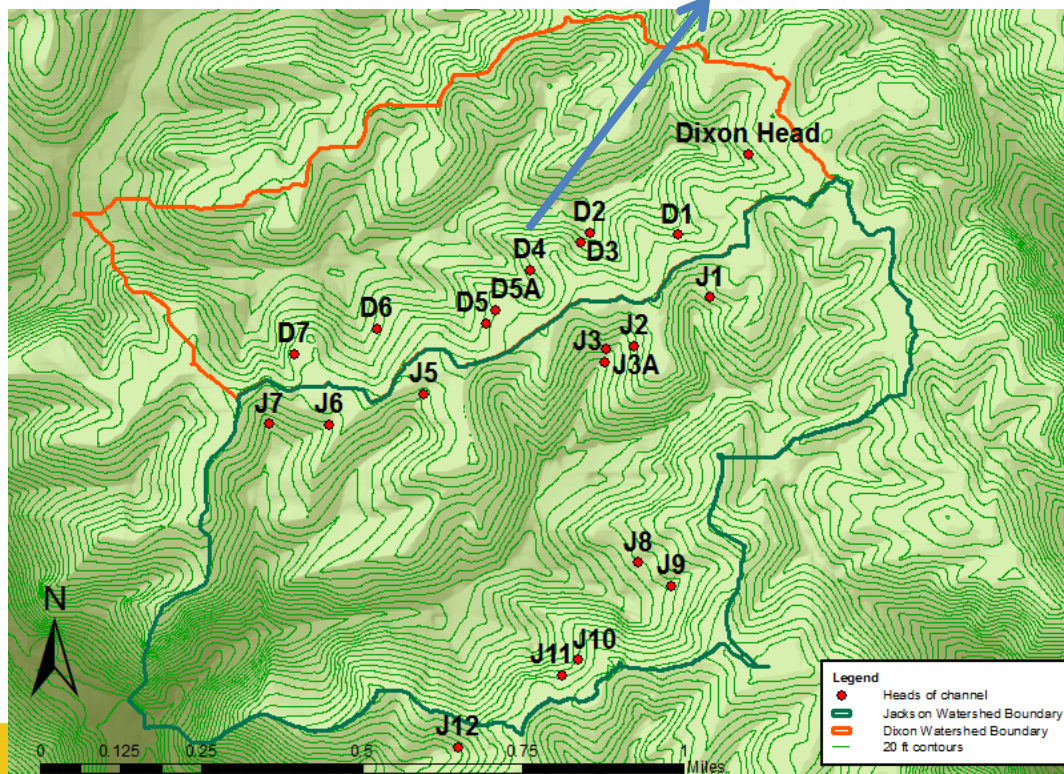 Dixon Head
D2
D1
D3
D4
D5A
J1
D5
D6
D7
J3
J2
J3A
J5
J7
J6
J8
J9
J10
J11
J12
N
0 0.125 0.25 0.5 0.75 1
Miles
Legend
Heads of channel
Jackson Watershed Boundary
Dixon Watershed Boundary
20 ft contours